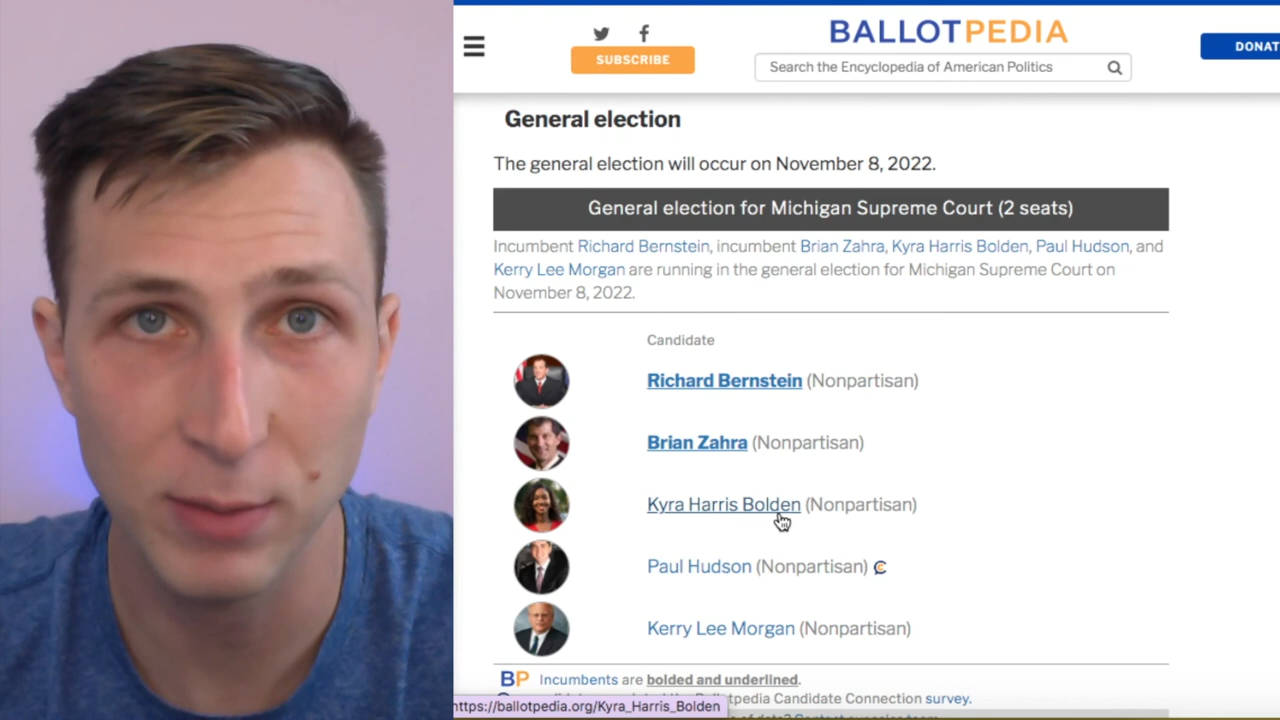 BALLOTPEDIA
SUBSCRIBE
Search the Encyclopedia of American Politics
DONAT
General election
The general election will occur on November 8, 2022.
General election for Michigan Supreme Court (2 seats)
Incumbent Richard Bernstein, incumbent Brian Zahra, Kyra Harris Bolden, Paul Hudson, and
Kerry Lee Morgan are running in the general election for Michigan Supreme Court on
November 8, 2022.
Candidate
Richard Bernstein (Nonpartisan)
Brian Zahra (Nonpartisan)
Kyra Harris Bolden (Nonpartisan)
Paul Hudson (Nonpartisan) C
Kerry Lee Morgan (Nonpartisan)
BP Incumbents are bolded and underlined.
Candidate Connection survey.
https://ballotpedia.org/Kyra_Harris_Bolden